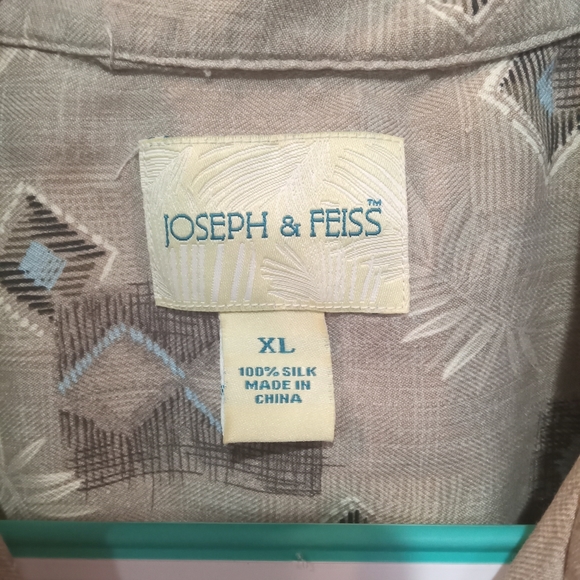 JOSEPH & FEISS™
XL
100% SILK
MADE IN
CHINA